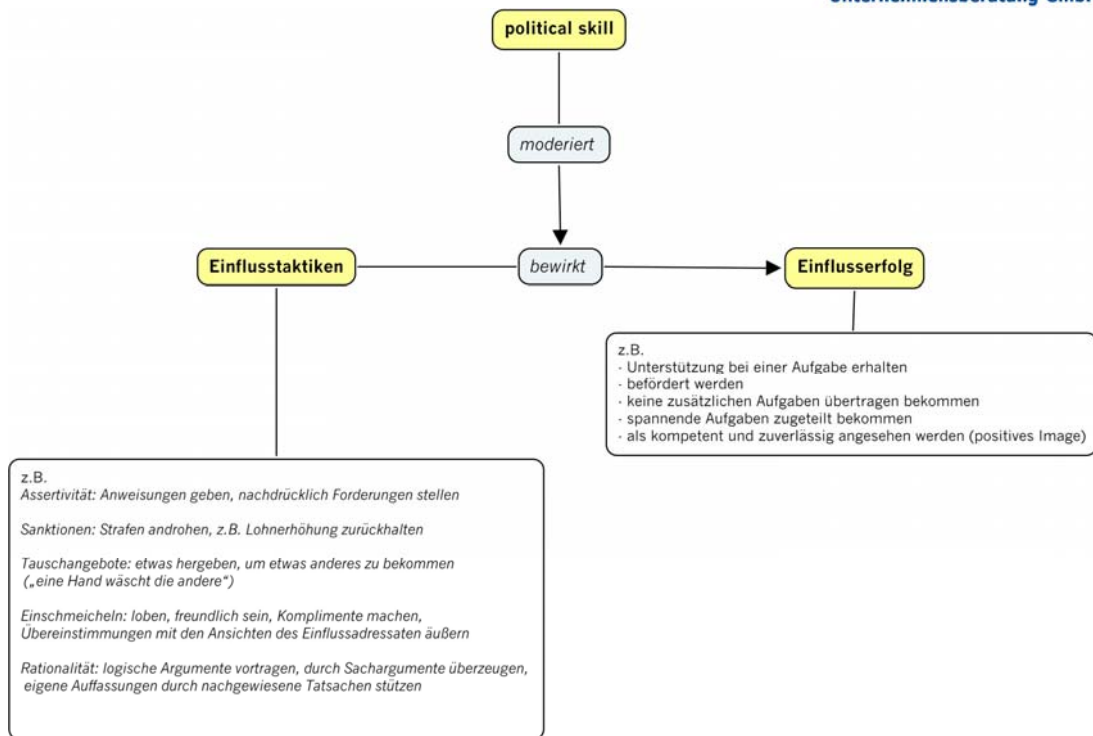 political skill
moderiert
Einflusstaktiken
bewirkt
Einflusserfolg
z.B.
· Unterstützung bei einer Aufgabe erhalten
· befördert werden
· keine zusätzlichen Aufgaben übertragen bekommen
· spannende Aufgaben zugeteilt bekommen
· als kompetent und zuverlässig angesehen werden (positives Image)
z.B.
Assertivität: Anweisungen geben, nachdrücklich Forderungen stellen
Sanktionen: Strafen androhen, z.B. Lohnerhöhung zurückhalten
Tauschangebote: etwas hergeben, um etwas anderes zu bekommen
(„eine Hand wäscht die andere“)
Einschmeicheln: loben, freundlich sein, Komplimente machen,
Übereinstimmungen mit den Ansichten des Einflussadressaten äußern
Rationalität: logische Argumente vortragen, durch Sachargumente überzeugen,
eigene Auffassungen durch nachgewiesene Tatsachen stützen